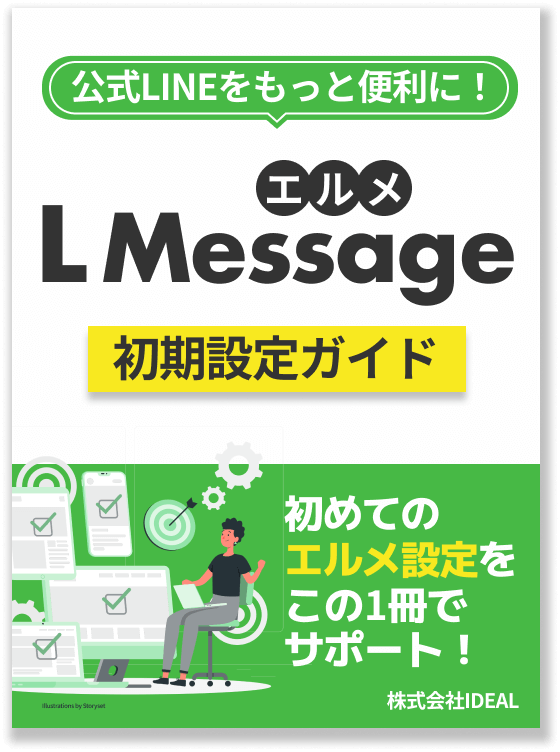 公式LINEをもっと便利に！
エルメ
L Message
初期設定ガイド
初めての
エルメ設定を
この1冊で
サポート！
株式会社IDEAL
Illustrations by Storyset